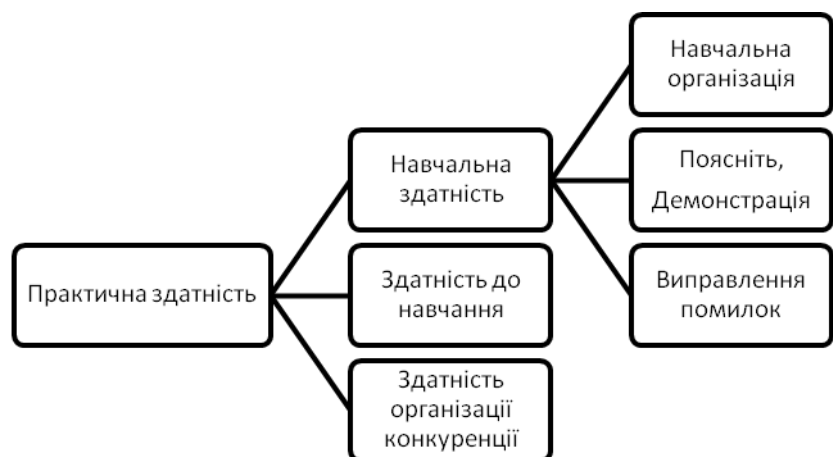 Практична здатність
Навчальна
здатність
Здатність до
навчання
Здатність
організації
конкуренції
Навчальна
організація
Поясніть,
Демонстрація
Виправлення
помилок